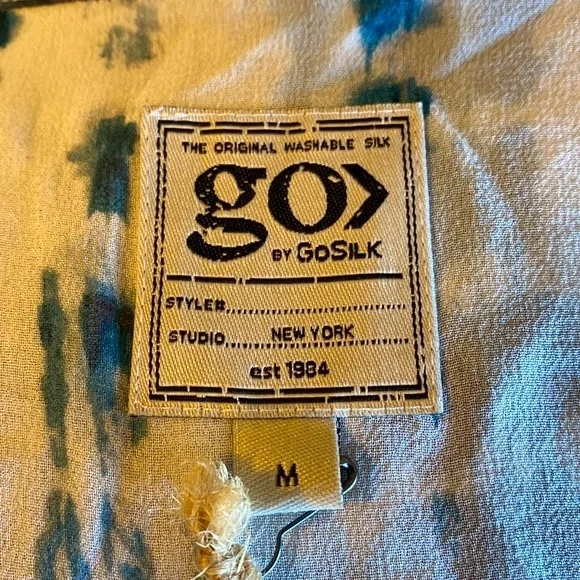 THE ORIGINAL WASHABLE SILK
go>
BY GOSILK
STYLE#
STUDIO NEW YORK
est 1984
M